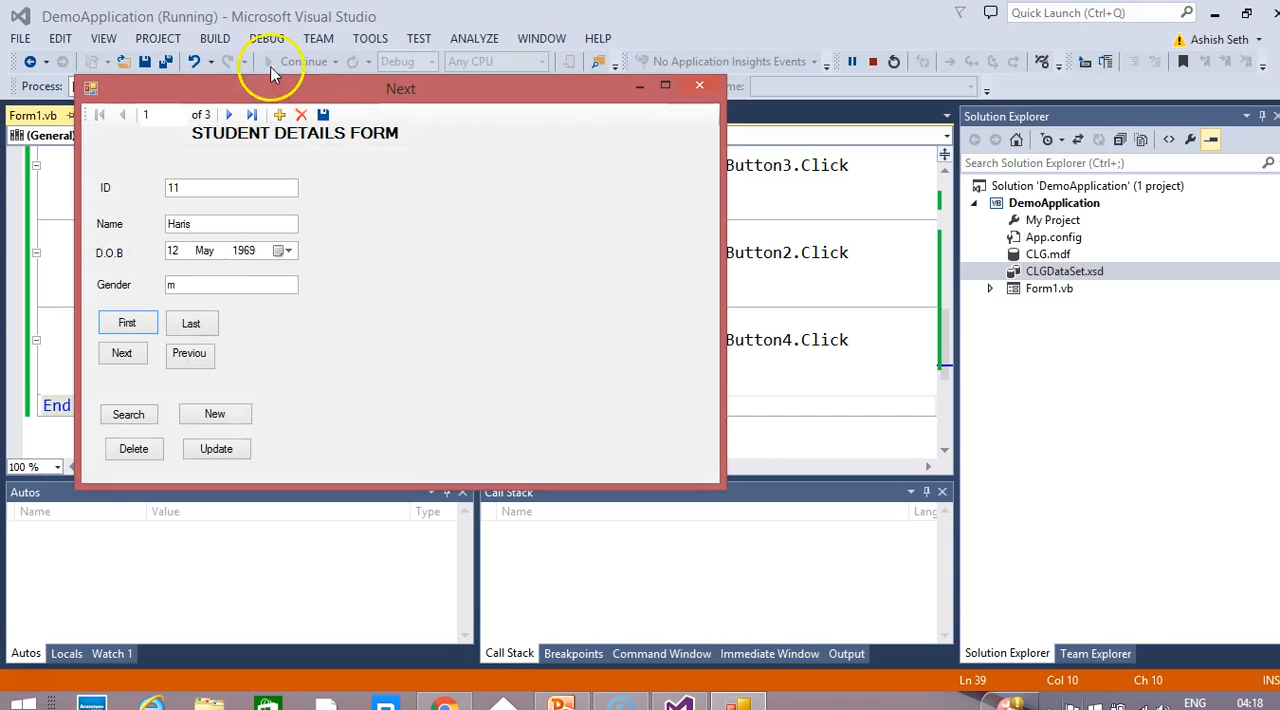 DemoApplication (Running) - Microsoft Visual Studio
Quick Launch (Ctrl+Q)
FILE EDIT VIEW PROJECT BUILD DEBUG TEAM TOOLS TEST ANALYZE WINDOW HELP
Ashish Seth
Continue Debug Any CPU No Application Insights Events
Process:
Next
Form1.vb
(General)
1 of 3
STUDENT DETAILS FORM
ID 11
Name Haris
D.O.B 12 May 1969
Gender m
First Last
Next Previou
Search New
Delete Update
Button3.Click
Button2.Click
Button4.Click
End
100 %
Solution Explorer
Search Solution Explorer (Ctrl+;)
Solution 'DemoApplication' (1 project)
VB DemoApplication
My Project
App.config
CLG.mdf
CLGDataSet.xsd
Form1.vb
Autos
Name Value Type
Call Stack
Name Lang
Autos Locals Watch 1
Call Stack Breakpoints Command Window Immediate Window Output
Solution Explorer Team Explorer
Ln 39 Col 10 Ch 10 INS
lenovo
ENG 04:18